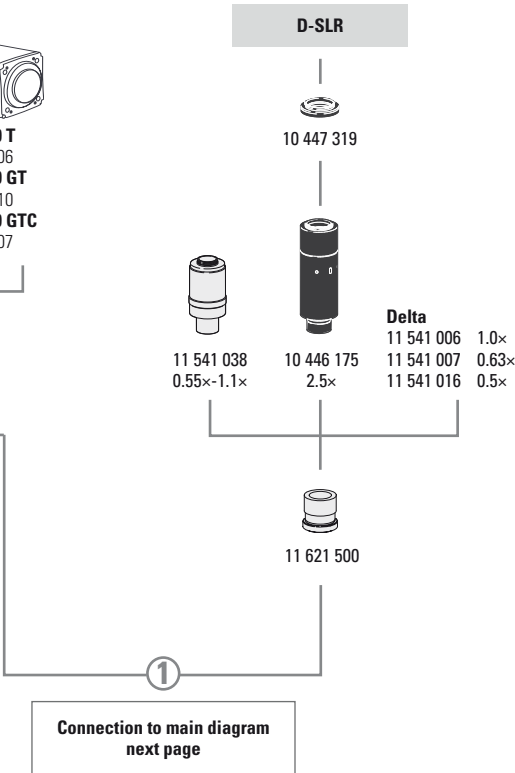 D-SLR
10 447 319
T
06
GT
10
GTC
07
Delta
11 541 006 1.0×
11 541 007 0.63×
11 541 016 0.5×
11 541 038
0.55×-1.1×
10 446 175
2.5×
11 621 500
1
Connection to main diagram
next page